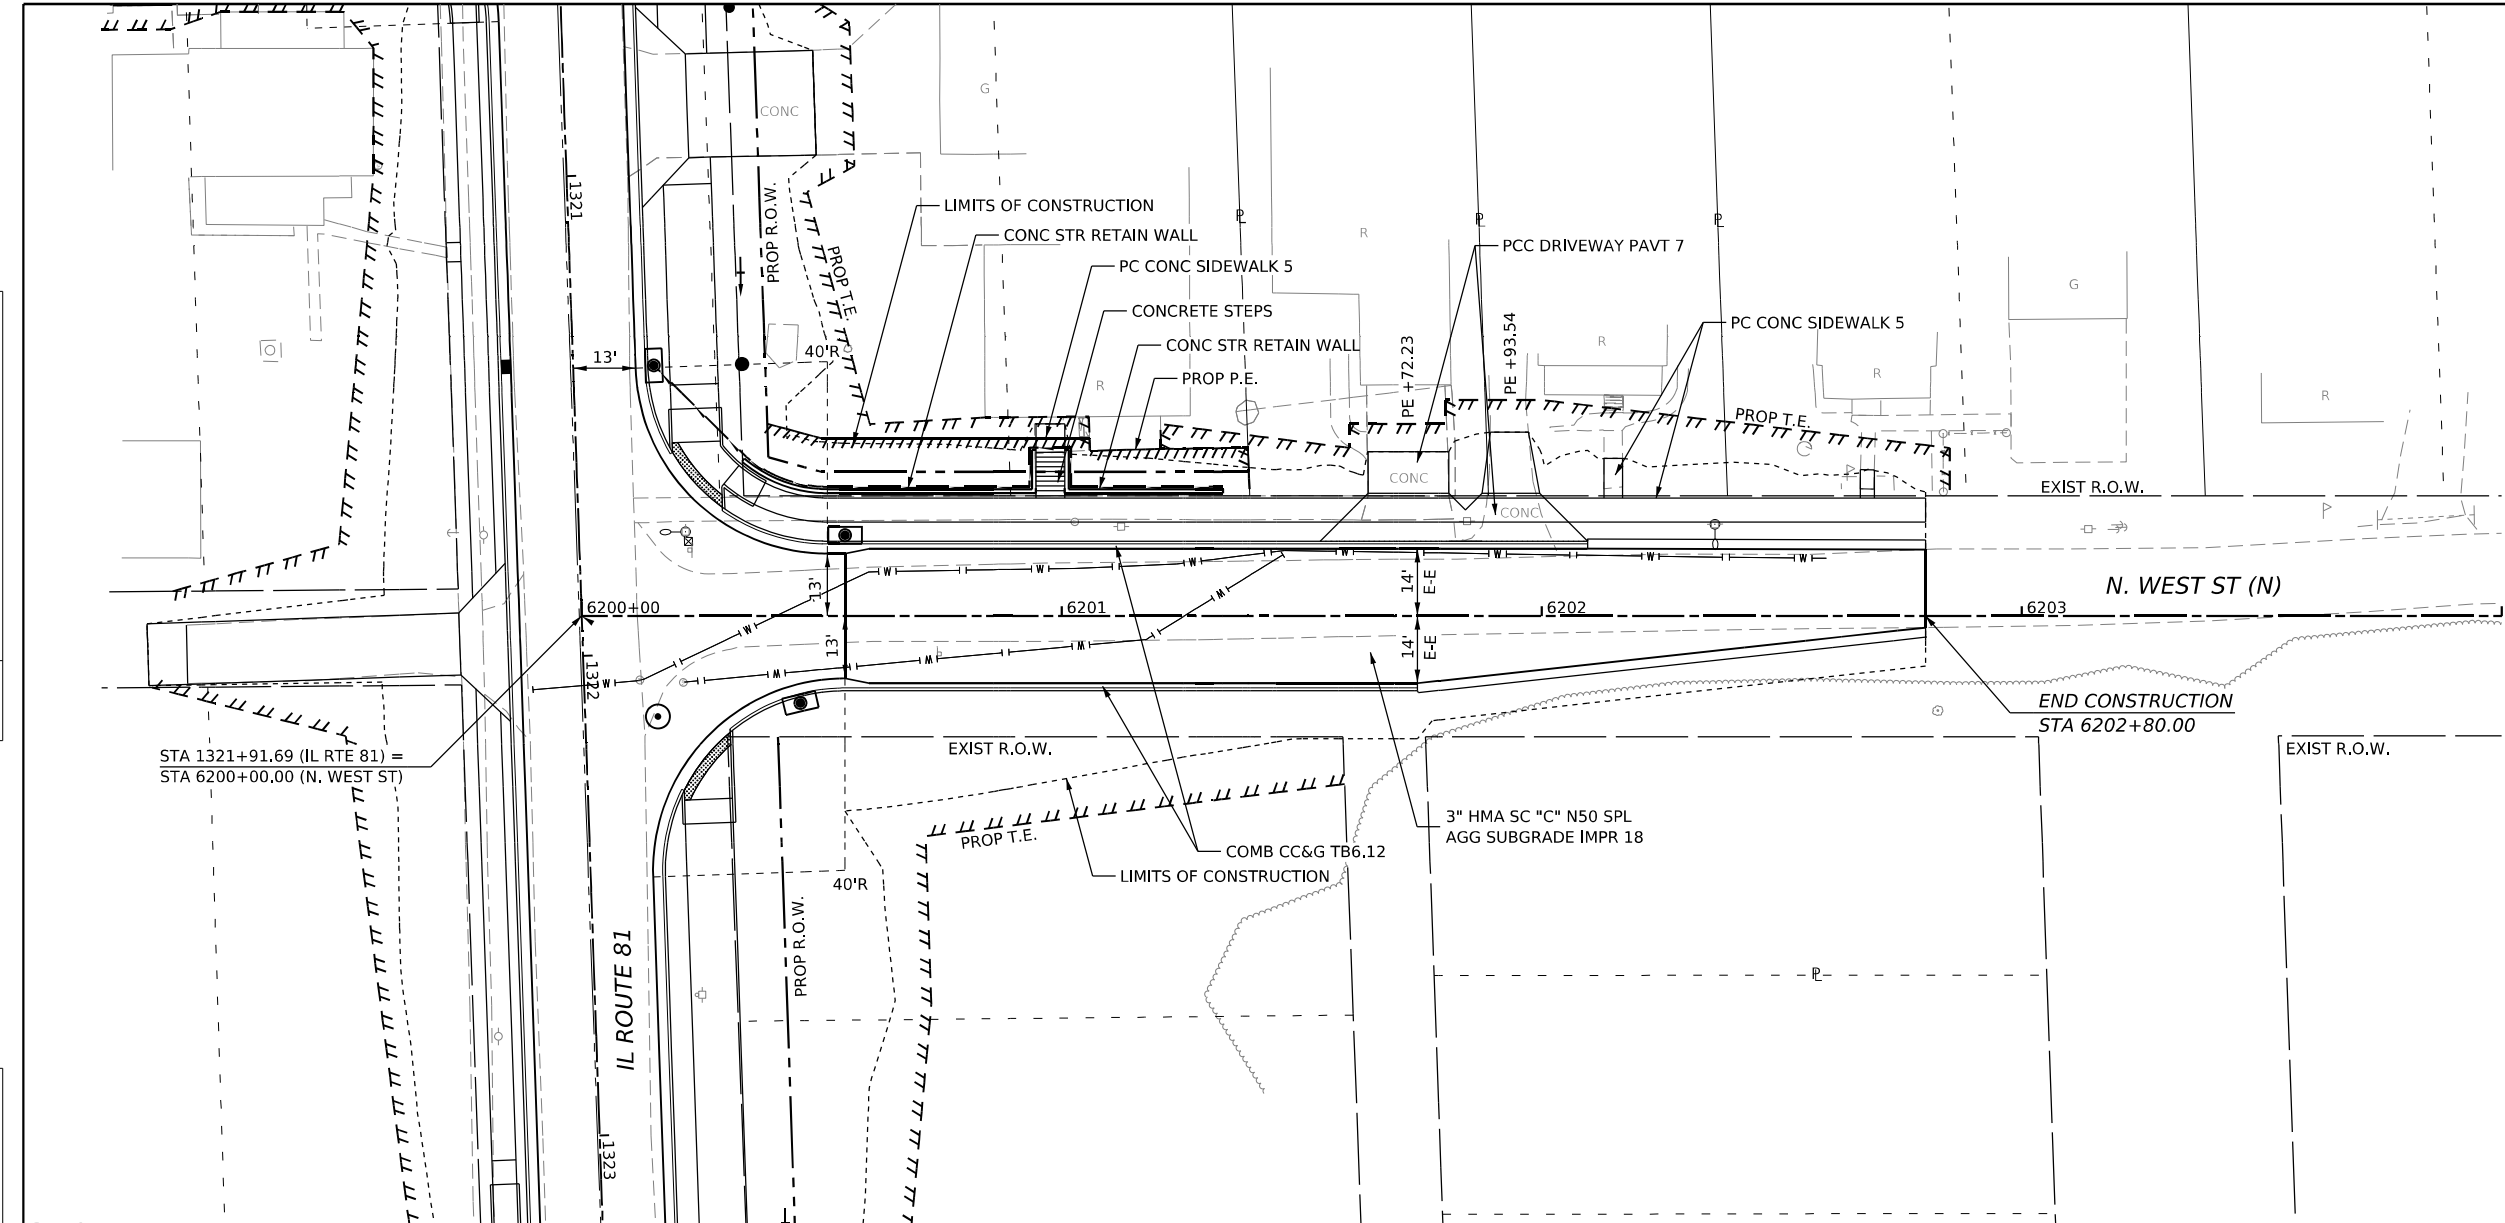 CONC
G
1321
PROP R.O.W.
PROP T.E.
LIMITS OF CONSTRUCTION
CONC STR RETAIN WALL
PC CONC SIDEWALK 5
CONCRETE STEPS
CONC STR RETAIN WALL
PROP P.E.
PL
R
PL
PL
PCC DRIVEWAY PAVT 7
PC CONC SIDEWALK 5
G
13'
40'R
R
PE +72.23
PE +93.54
R
R
R
PROP T.E.
CONC
CONC
EXIST R.O.W.
W
W
W
W
W
W
W
W
W
W
W
W
W
W
6200+00
13'
6201
14'
E-E
6202
6203
N. WEST ST (N)
13'
14'
E-E
1322
STA 1321+91.69 (IL RTE 81) =
STA 6200+00.00 (N. WEST ST)
END CONSTRUCTION
STA 6202+80.00
EXIST R.O.W.
EXIST R.O.W.
3" HMA SC "C" N50 SPL
AGG SUBGRADE IMPR 18
PROP T.E.
COMB CC&G TB6.12
LIMITS OF CONSTRUCTION
40'R
PROP R.O.W.
IL ROUTE 81
PL
1323